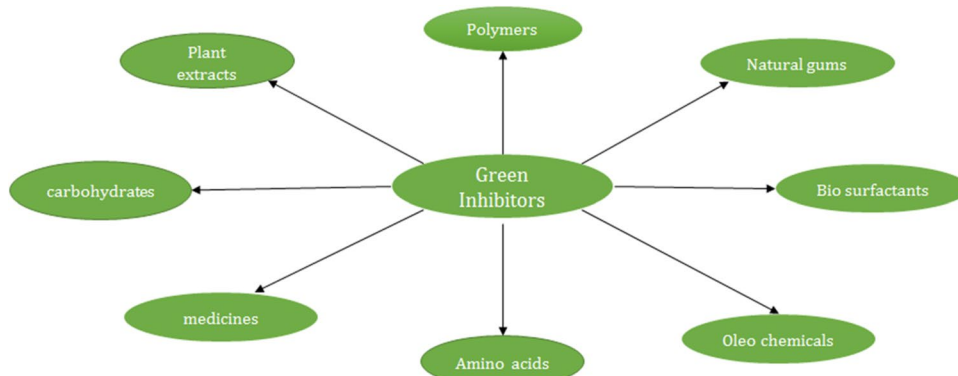 Polymers
Plant
extracts
Natural gums
Green
Inhibitors
carbohydrates
Bio surfactants
medicines
Oleo chemicals
Amino acids